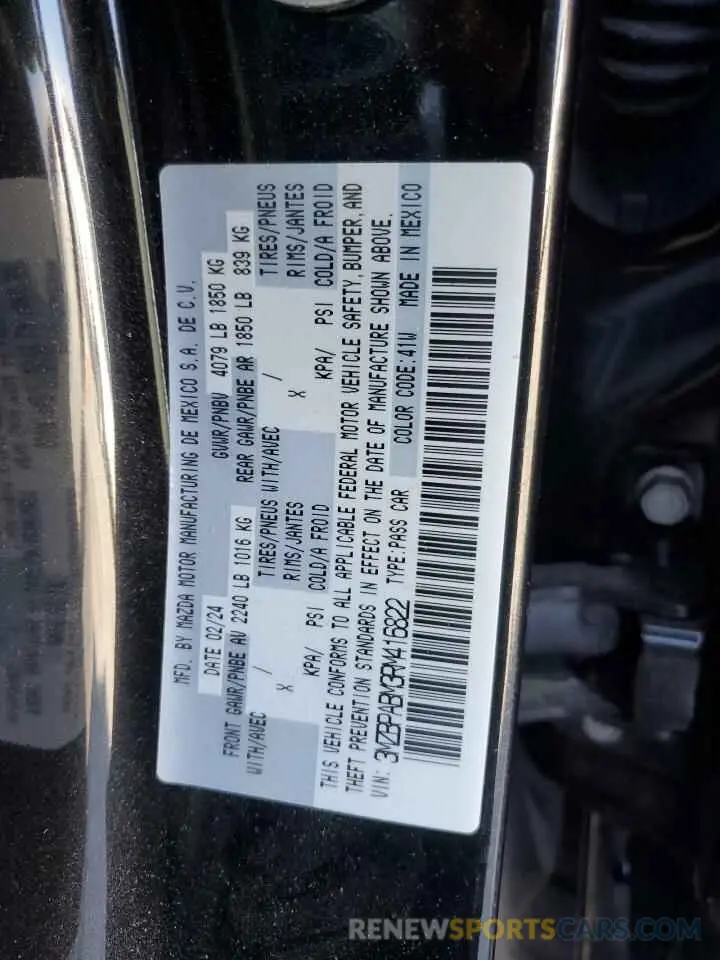 MFD. BY MAZDA MOTOR MANUFACTURING DE MEXICO S.A. DE C.V.
DATE 02/24 GVWR/PNBV 4079 LB 1850 KG
FRONT GAWR/PNBE AV 2240 LB 1016 KG REAR GAWR/PNBE AR 1850 LB 839 KG
WITH/AVEC / TIRES/PNEUS WITH/AVEC / TIRES/PNEUS
X RIMS/JANTES X RIMS/JANTES
KPA/ PSI COLD/A FROID KPA/ PSI COLD/A FROID
THIS VEHICLE CONFORMS TO ALL APPLICABLE FEDERAL MOTOR VEHICLE SAFETY, BUMPER, AND
THEFT PREVENTION STANDARDS IN EFFECT ON THE DATE OF MANUFACTURE SHOWN ABOVE.
VIN: 3MZBPABM3RM416822 TYPE:PASS CAR COLOR CODE:41W MADE IN MEXICO
RENEWSPORTSCARS.COM